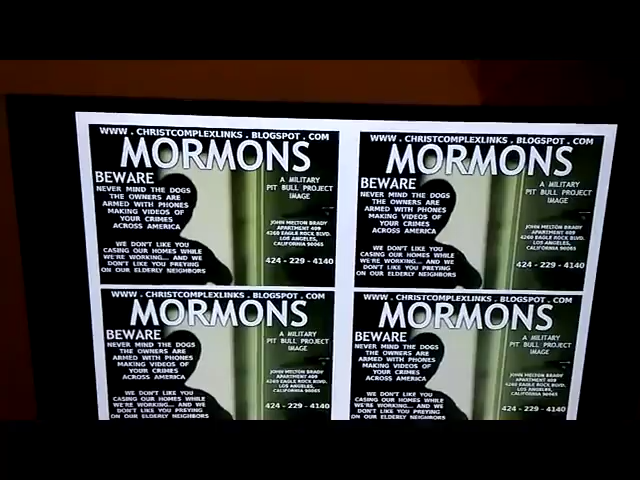 WWW . CHRISTCOMPLEXLINKS . BLOGSPOT . COM
MORMONS
BEWARE
NEVER MIND THE DOGS
THE OWNERS ARE
ARMED WITH PHONES
MAKING VIDEOS OF
YOUR CRIMES
ACROSS AMERICA
WE DON'T LIKE YOU
CASING OUR HOMES WHILE
WE'RE WORKING... AND WE
DON'T LIKE YOU PREYING
ON OUR ELDERLY NEIGHBORS
A MILITARY
PIT BULL PROJECT
IMAGE
JOHN MELTON BRADY
APARTMENT 409
4260 EAGLE ROCK BLVD.
LOS ANGELES,
CALIFORNIA 90065
424 - 229 - 4140
WWW . CHRISTCOMPLEXLINKS . BLOGSPOT . COM
MORMONS
BEWARE
NEVER MIND THE DOGS
THE OWNERS ARE
ARMED WITH PHONES
MAKING VIDEOS OF
YOUR CRIMES
ACROSS AMERICA
WE DON'T LIKE YOU
CASING OUR HOMES WHILE
WE'RE WORKING... AND WE
DON'T LIKE YOU PREYING
ON OUR ELDERLY NEIGHBORS
A MILITARY
PIT BULL PROJECT
IMAGE
JOHN MELTON BRADY
APARTMENT 409
4260 EAGLE ROCK BLVD.
LOS ANGELES,
CALIFORNIA 90065
424 - 229 - 4140
WWW . CHRISTCOMPLEXLINKS . BLOGSPOT . COM
MORMONS
BEWARE
NEVER MIND THE DOGS
THE OWNERS ARE
ARMED WITH PHONES
MAKING VIDEOS OF
YOUR CRIMES
ACROSS AMERICA
WE DON'T LIKE YOU
CASING OUR HOMES WHILE
WE'RE WORKING... AND WE
DON'T LIKE YOU PREYING
ON OUR ELDERLY NEIGHBORS
A MILITARY
PIT BULL PROJECT
IMAGE
JOHN MELTON BRADY
APARTMENT 409
4260 EAGLE ROCK BLVD.
LOS ANGELES,
CALIFORNIA 90065
424 - 229 - 4140
WWW . CHRISTCOMPLEXLINKS . BLOGSPOT . COM
MORMONS
BEWARE
NEVER MIND THE DOGS
THE OWNERS ARE
ARMED WITH PHONES
MAKING VIDEOS OF
YOUR CRIMES
ACROSS AMERICA
WE DON'T LIKE YOU
CASING OUR HOMES WHILE
WE'RE WORKING... AND WE
DON'T LIKE YOU PREYING
ON OUR ELDERLY NEIGHBORS
A MILITARY
PIT BULL PROJECT
IMAGE
JOHN MELTON BRADY
APARTMENT 409
4260 EAGLE ROCK BLVD.
LOS ANGELES,
CALIFORNIA 90065
424 - 229 - 4140